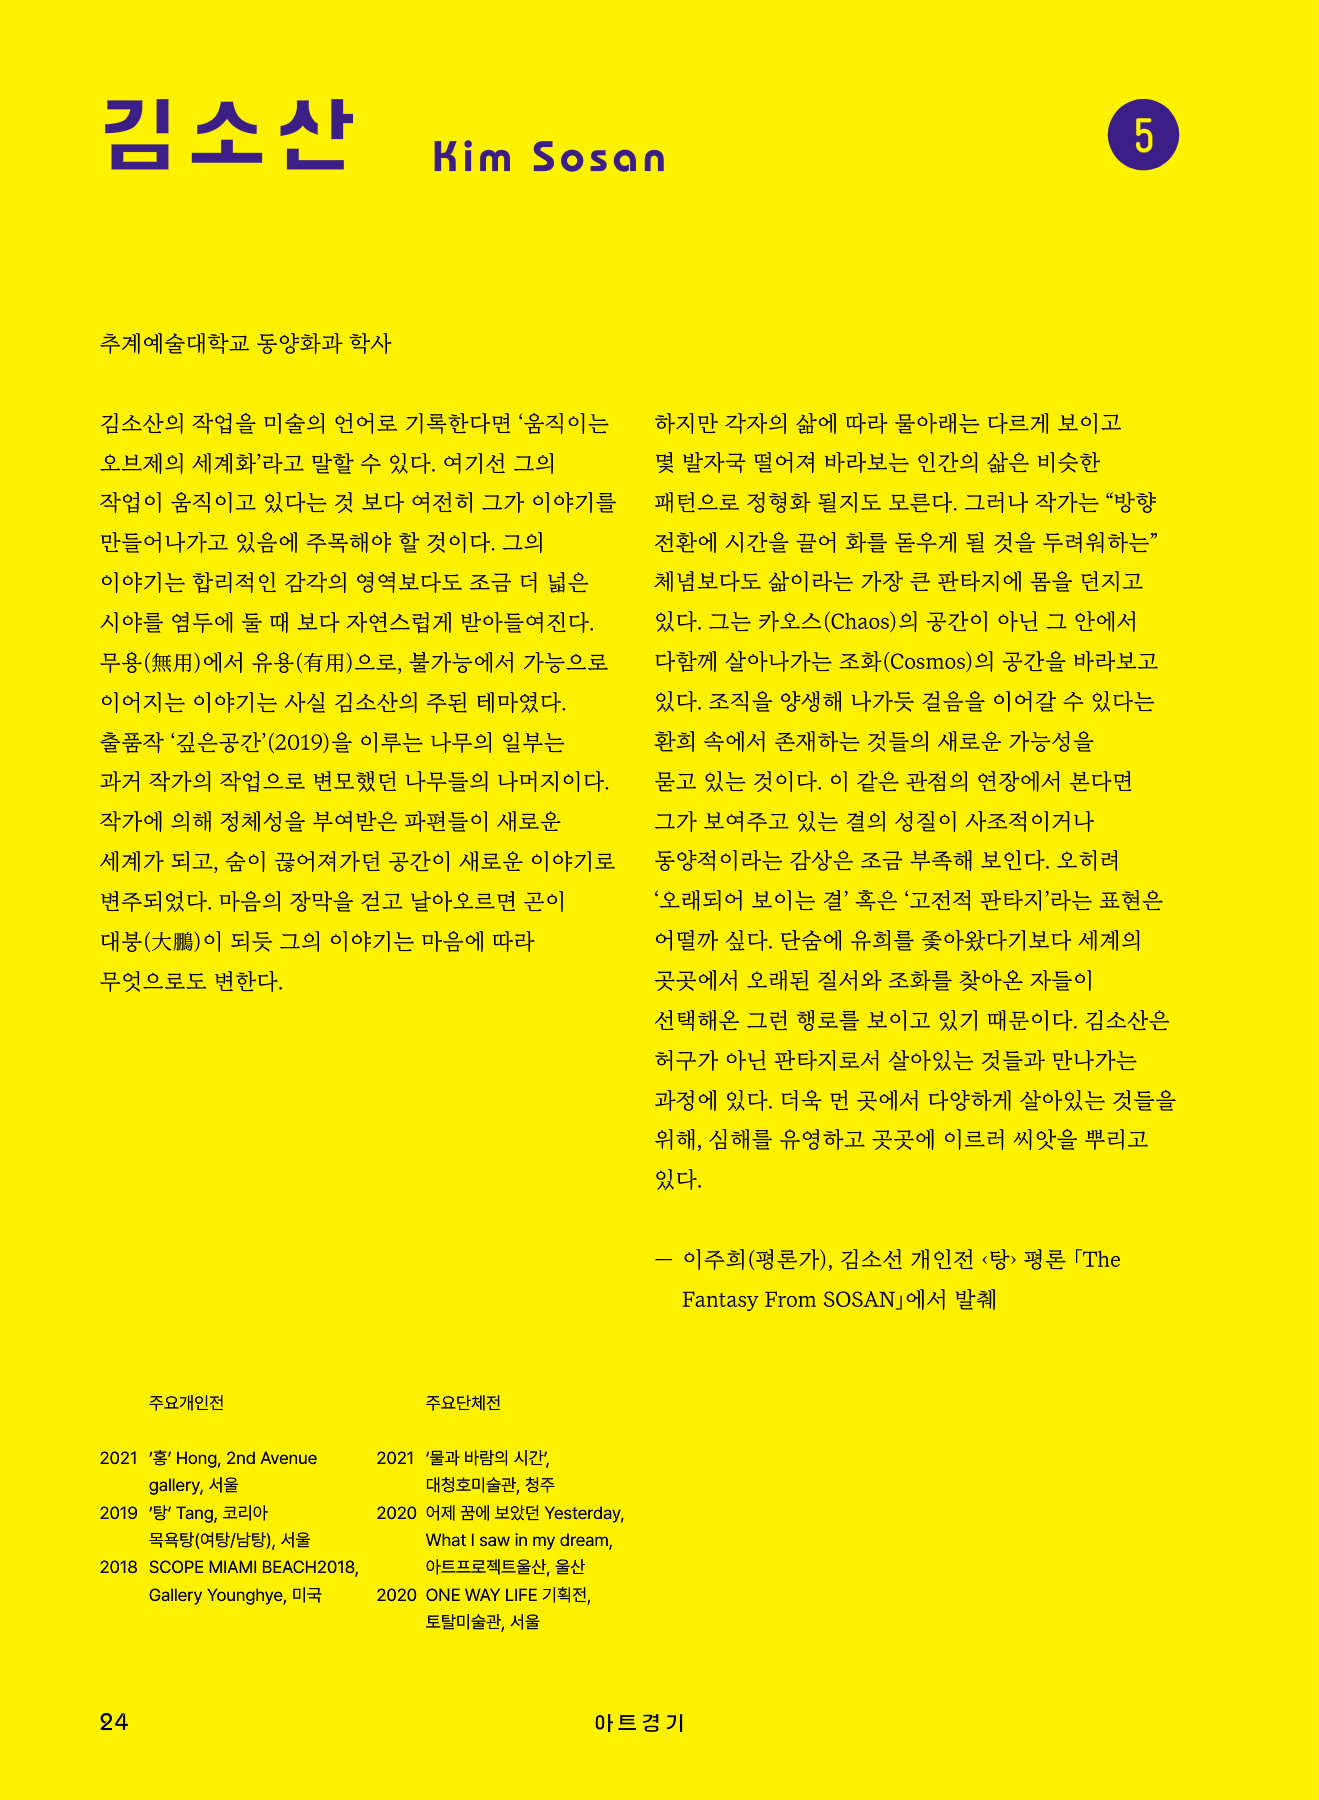 김소산 Kim Sosan
5
추계예술대학교 동양화과 학사
김소산의 작업을 미술의 언어로 기록한다면 ‘움직이는
오브제의 세계화’라고 말할 수 있다. 여기선 그의
작업이 움직이고 있다는 것 보다 여전히 그가 이야기를
만들어나가고 있음에 주목해야 할 것이다. 그의
이야기는 합리적인 감각의 영역보다도 조금 더 넓은
시야를 염두에 둘 때 보다 자연스럽게 받아들여진다.
무용(無用)에서 유용(有用)으로, 불가능에서 가능으로
이어지는 이야기는 사실 김소산의 주된 테마였다.
출품작 ‘깊은공간’(2019)을 이루는 나무의 일부는
과거 작가의 작업으로 변모했던 나무들의 나머지이다.
작가에 의해 정체성을 부여받은 파편들이 새로운
세계가 되고, 숨이 끊어져가던 공간이 새로운 이야기로
변주되었다. 마음의 장막을 걷고 날아오르면 곤이
대붕(大鵬)이 되듯 그의 이야기는 마음에 따라
무엇으로도 변한다.
하지만 각자의 삶에 따라 물아래는 다르게 보이고
몇 발자국 떨어져 바라보는 인간의 삶은 비슷한
패턴으로 정형화 될지도 모른다. 그러나 작가는 “방향
전환에 시간을 끌어 화를 돋우게 될 것을 두려워하는”
체념보다도 삶이라는 가장 큰 판타지에 몸을 던지고
있다. 그는 카오스(Chaos)의 공간이 아닌 그 안에서
다함께 살아나가는 조화(Cosmos)의 공간을 바라보고
있다. 조직을 양생해 나가듯 걸음을 이어갈 수 있다는
환희 속에서 존재하는 것들의 새로운 가능성을
묻고 있는 것이다. 이 같은 관점의 연장에서 본다면
그가 보여주고 있는 결의 성질이 사조적이거나
동양적이라는 감상은 조금 부족해 보인다. 오히려
‘오래되어 보이는 결’ 혹은 ‘고전적 판타지’라는 표현은
어떨까 싶다. 단숨에 유희를 좇아왔다기보다 세계의
곳곳에서 오래된 질서와 조화를 찾아온 자들이
선택해온 그런 행로를 보이고 있기 때문이다. 김소산은
허구가 아닌 판타지로서 살아있는 것들과 만나가는
과정에 있다. 더욱 먼 곳에서 다양하게 살아있는 것들을
위해, 심해를 유영하고 곳곳에 이르러 씨앗을 뿌리고
있다.
— 이주희(평론가), 김소선 개인전 ‹탕› 평론 「The
Fantasy From SOSAN」에서 발췌
주요개인전
2021 ‘홍’ Hong, 2nd Avenue
gallery, 서울
2019 ‘탕’ Tang, 코리아
목욕탕(여탕/남탕), 서울
2018 SCOPE MIAMI BEACH2018,
Gallery Younghye, 미국
주요단체전
2021 ‘물과 바람의 시간’,
대청호미술관, 청주
2020 어제 꿈에 보았던 Yesterday,
What I saw in my dream,
아트프로젝트울산, 울산
2020 ONE WAY LIFE 기획전,
토탈미술관, 서울
24
아트경기